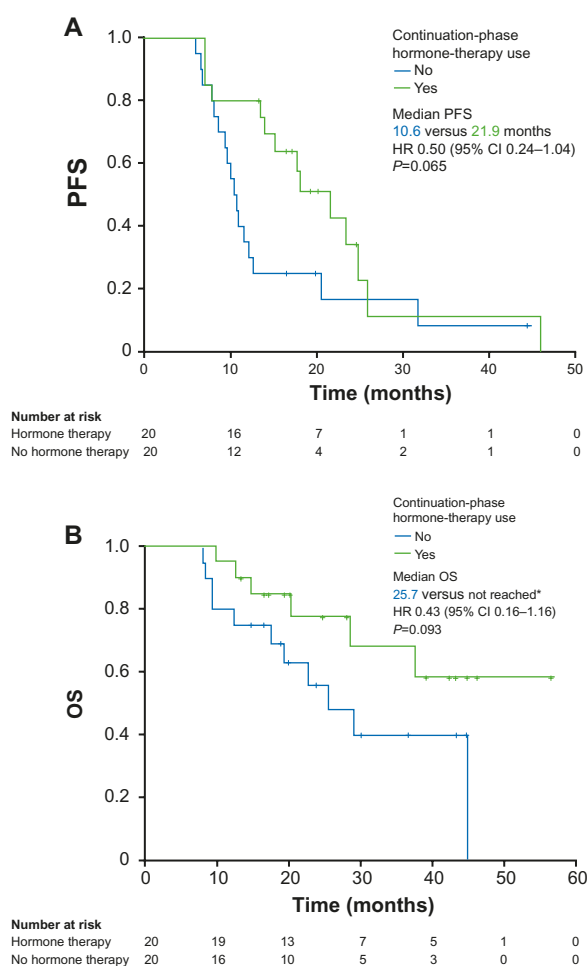 A
Continuation-phase
hormone-therapy use
No
Yes
Median PFS
10.6 versus 21.9 months
HR 0.50 (95% CI 0.24–1.04)
P=0.065
1.0
0.8
0.6
0.4
0.2
0
PFS
0 10 20 30 40 50
Time (months)
Number at risk
Hormone therapy 20 16 7 1 1 0
No hormone therapy 20 12 4 2 1 0
B
Continuation-phase
hormone-therapy use
No
Yes
Median OS
25.7 versus not reached*
HR 0.43 (95% CI 0.16–1.16)
P=0.093
1.0
0.8
0.6
0.4
0.2
0
OS
0 10 20 30 40 50 60
Time (months)
Number at risk
Hormone therapy 20 19 13 7 5 1 0
No hormone therapy 20 16 10 5 3 0 0